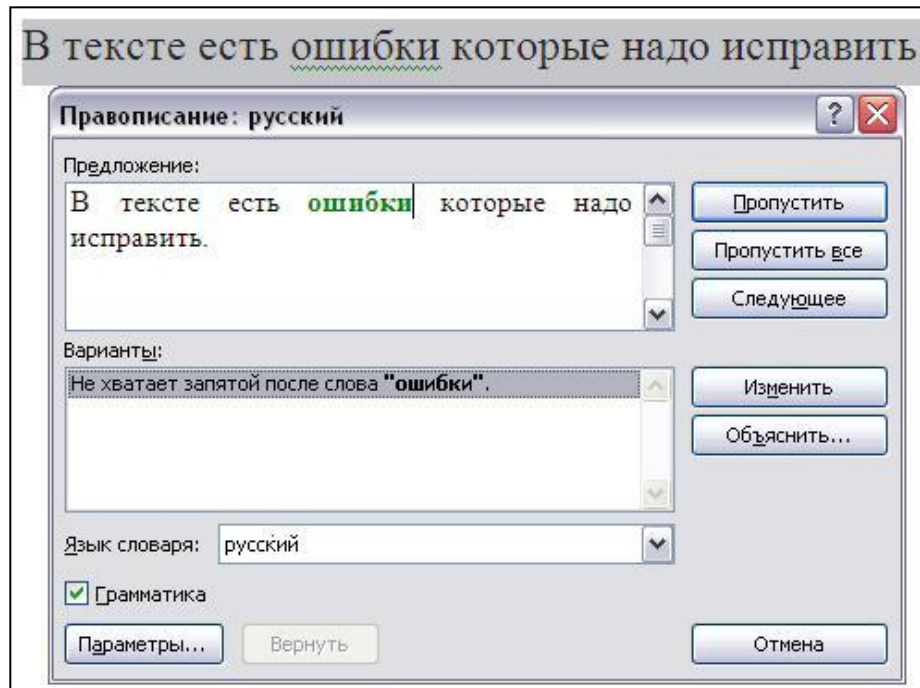 В тексте есть ошибки которые надо исправить
Правописание: русский
Предложение:
В тексте есть ошибки которые надо
исправить.
Пропустить
Пропустить все
Следующее
Варианты:
Не хватает запятой после слова "ошибки".
Изменить
Объяснить...
Язык словаря: русский
Грамматика
Параметры... Вернуть Отмена